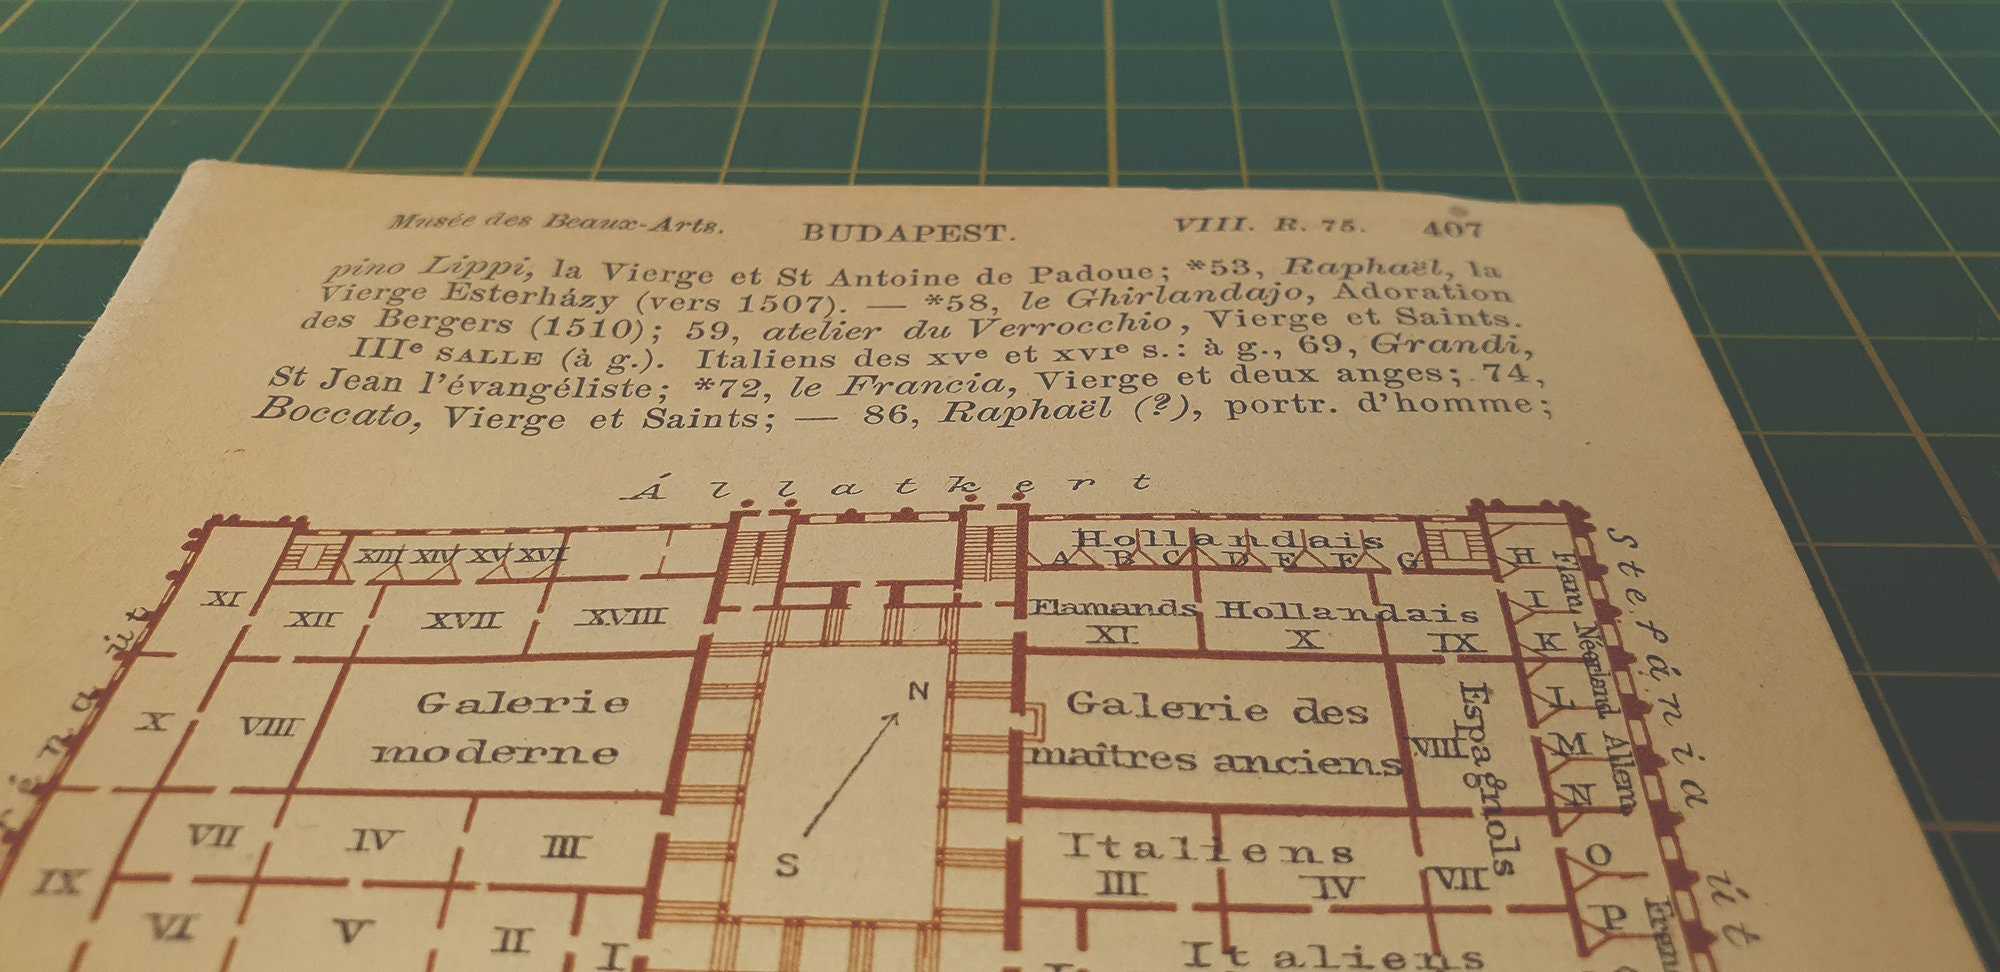 Musée des Beaux-Arts. BUDAPEST. VIII. R. 75. 407
pino Lippi, la Vierge et St Antoine de Padoue; *53, Raphaël, la
Vierge Esterházy (vers 1507). — *58, le Ghirlandajo, Adoration
des Bergers (1510); 59, atelier du Verrocchio, Vierge et Saints.
IIIe SALLE (à g.). Italiens des XVe et XVIe s.: à g., 69, Grandi,
St Jean l'évangéliste; *72, le Francia, Vierge et deux anges; 74,
Boccato, Vierge et Saints; — 86, Raphaël (?), portr. d'homme;
Állatkert
XIII XIV XV XVI
Hollandais
A B C D E F G H
XI XII XVII XVIII
Flamands Hollandais
XI X IX
I
K
Flam Néerland Allem
Stefánia út
Galerie
moderne
N
S
Galerie des
maîtres anciens
VIII
Espagnols
L
M
N
X VIII
VII IV III
Italiens
III IV VII
O
IX
VI V II I
P
Italiens
I